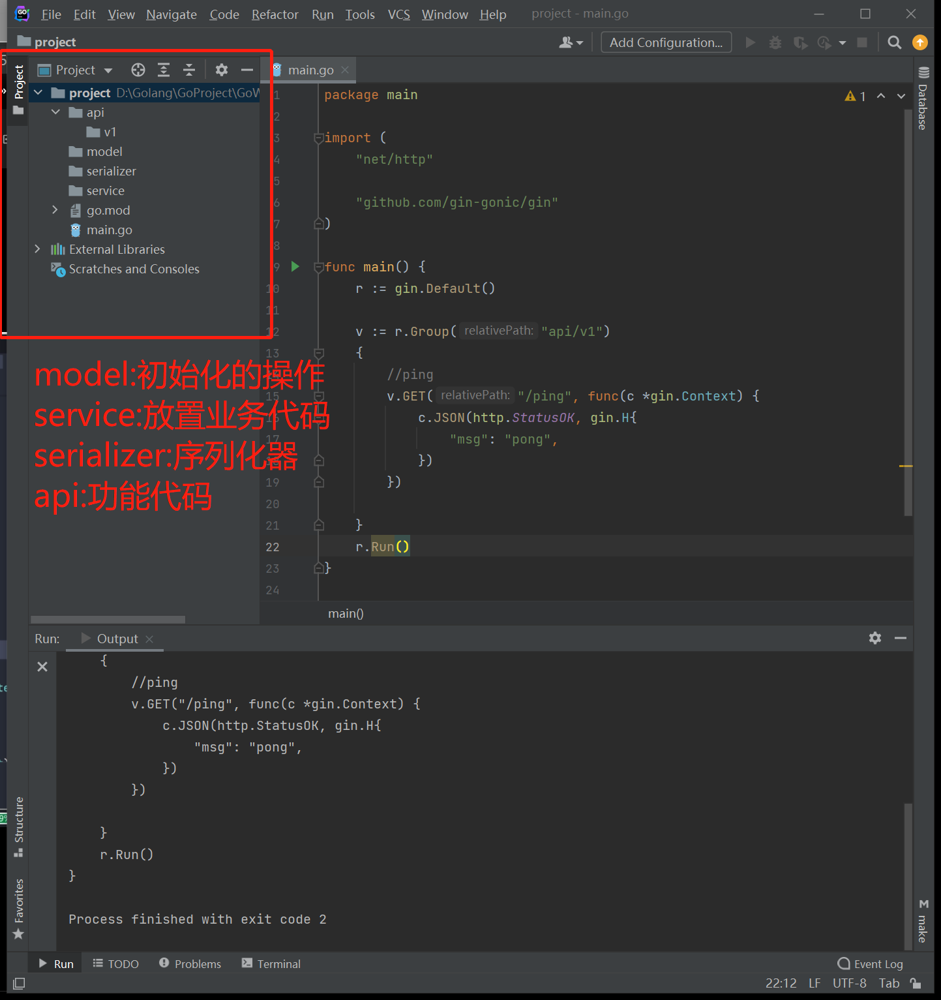 File Edit View Navigate Code Refactor Run Tools VCS Window Help project - main.go
project
Add Configuration...
Project
Project
main.go
project D:\Golang\GoProject\GoW
api
v1
model
serializer
service
go.mod
main.go
External Libraries
Scratches and Consoles
model:初始化的操作
service:放置业务代码
serializer:序列化器
api:功能代码
1 package main
2
3 import (
4 "net/http"
5
6 "github.com/gin-gonic/gin"
7 )
8
9 func main() {
10 r := gin.Default()
11
12 v := r.Group( relativePath: "api/v1")
13 {
//ping
15 v.GET( relativePath: "/ping", func(c *gin.Context) {
16 c.JSON(http.StatusOK, gin.H{
17 "msg": "pong",
18 })
19 })
20
21 }
22 r.Run()
23 }
24
1
main()
Database
Run: Output
{
//ping
v.GET("/ping", func(c *gin.Context) {
c.JSON(http.StatusOK, gin.H{
"msg": "pong",
})
})
}
r.Run()
}
Process finished with exit code 2
Structure
Favorites
make
Run TODO Problems Terminal Event Log
22:12 LF UTF-8 Tab